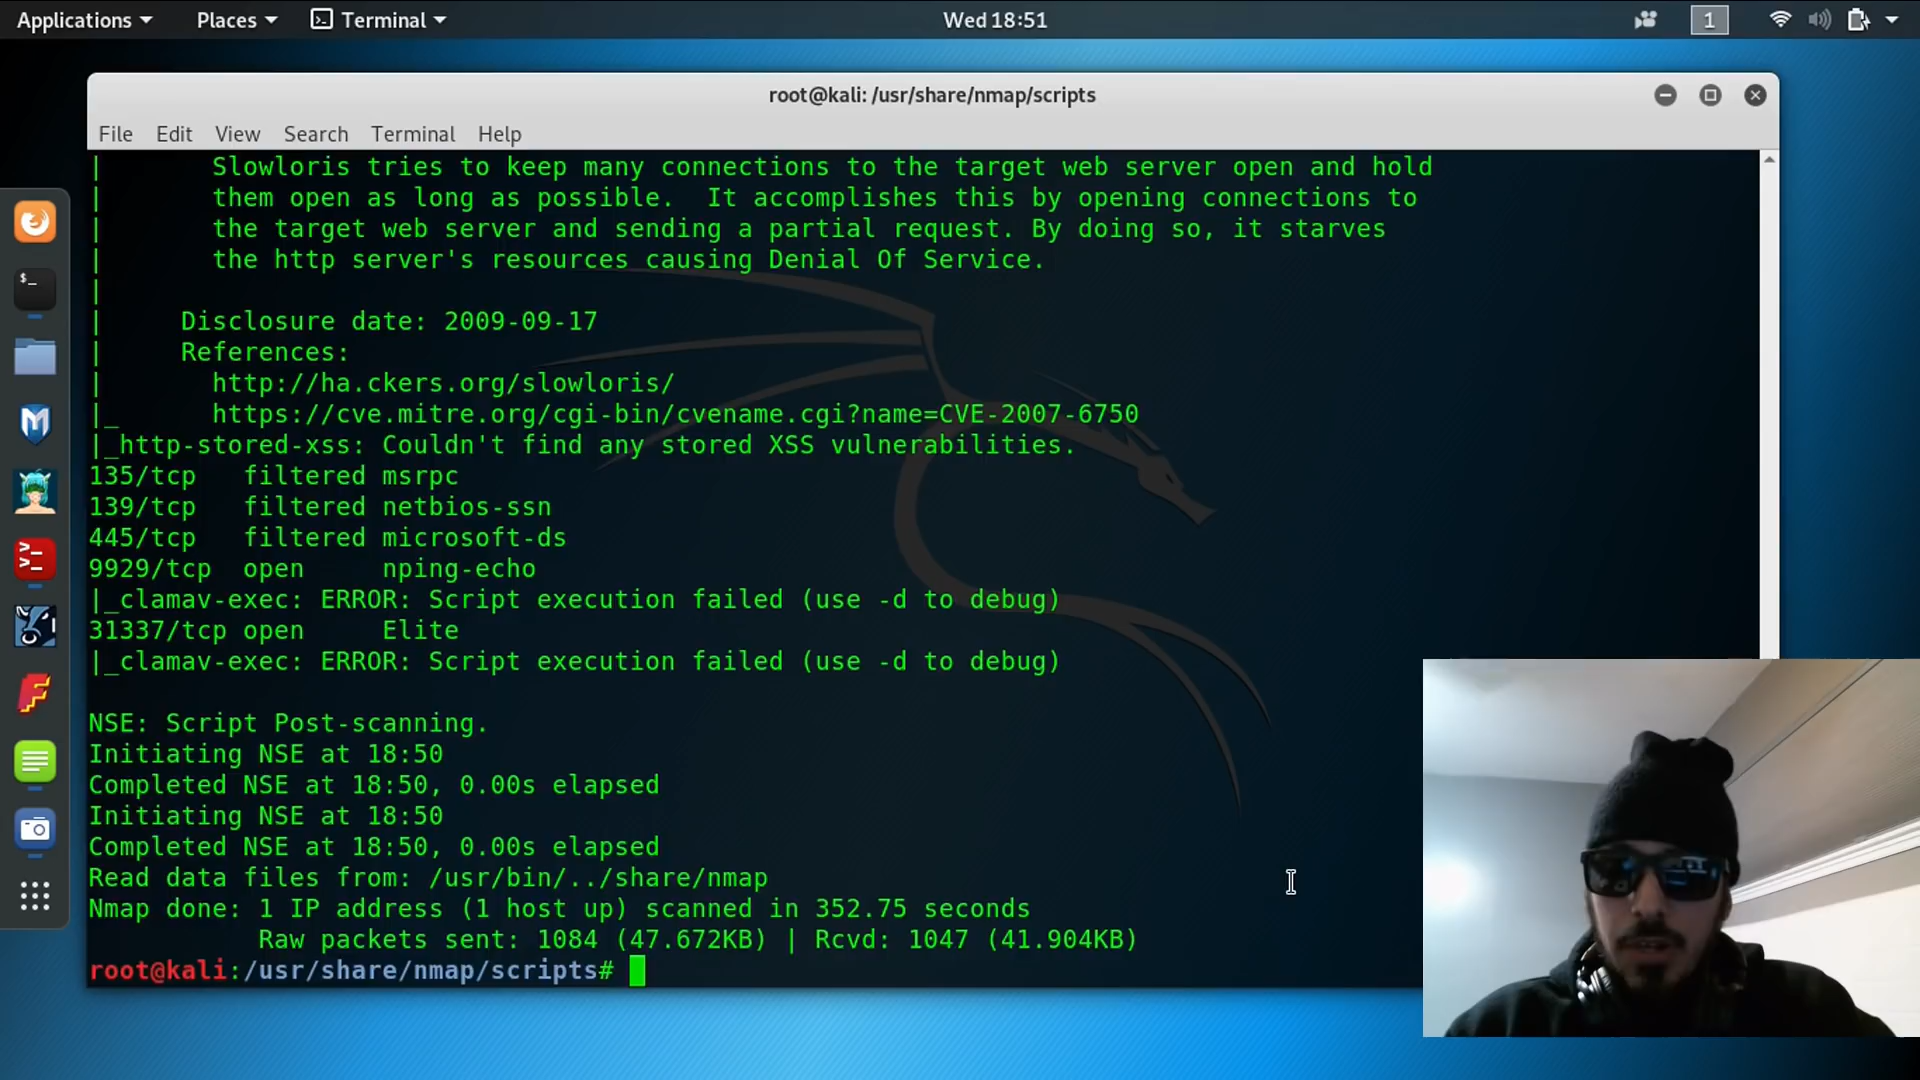 Applications Places Terminal Wed 18:51 1
root@kali: /usr/share/nmap/scripts
File Edit View Search Terminal Help
| Slowloris tries to keep many connections to the target web server open and hold
| them open as long as possible. It accomplishes this by opening connections to
| the target web server and sending a partial request. By doing so, it starves
| the http server's resources causing Denial Of Service.
|
| Disclosure date: 2009-09-17
| References:
| http://ha.ckers.org/slowloris/
|_ https://cve.mitre.org/cgi-bin/cvename.cgi?name=CVE-2007-6750
|_http-stored-xss: Couldn't find any stored XSS vulnerabilities.
135/tcp filtered msrpc
139/tcp filtered netbios-ssn
445/tcp filtered microsoft-ds
9929/tcp open nping-echo
|_clamav-exec: ERROR: Script execution failed (use -d to debug)
31337/tcp open Elite
|_clamav-exec: ERROR: Script execution failed (use -d to debug)
NSE: Script Post-scanning.
Initiating NSE at 18:50
Completed NSE at 18:50, 0.00s elapsed
Initiating NSE at 18:50
Completed NSE at 18:50, 0.00s elapsed
Read data files from: /usr/bin/../share/nmap
Nmap done: 1 IP address (1 host up) scanned in 352.75 seconds
Raw packets sent: 1084 (47.672KB) | Rcvd: 1047 (41.904KB)
root@kali:/usr/share/nmap/scripts#